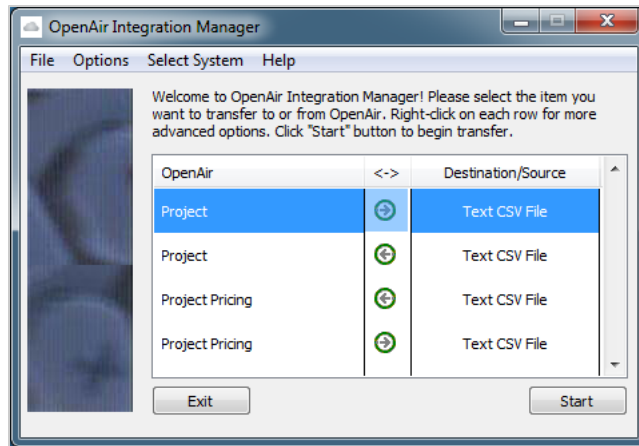 OpenAir Integration Manager
File Options Select System Help
Welcome to OpenAir Integration Manager! Please select the item you
want to transfer to or from OpenAir. Right-click on each row for more
advanced options. Click "Start" button to begin transfer.
OpenAir <-> Destination/Source
Project Text CSV File
Project Text CSV File
Project Pricing Text CSV File
Project Pricing Text CSV File
Exit Start